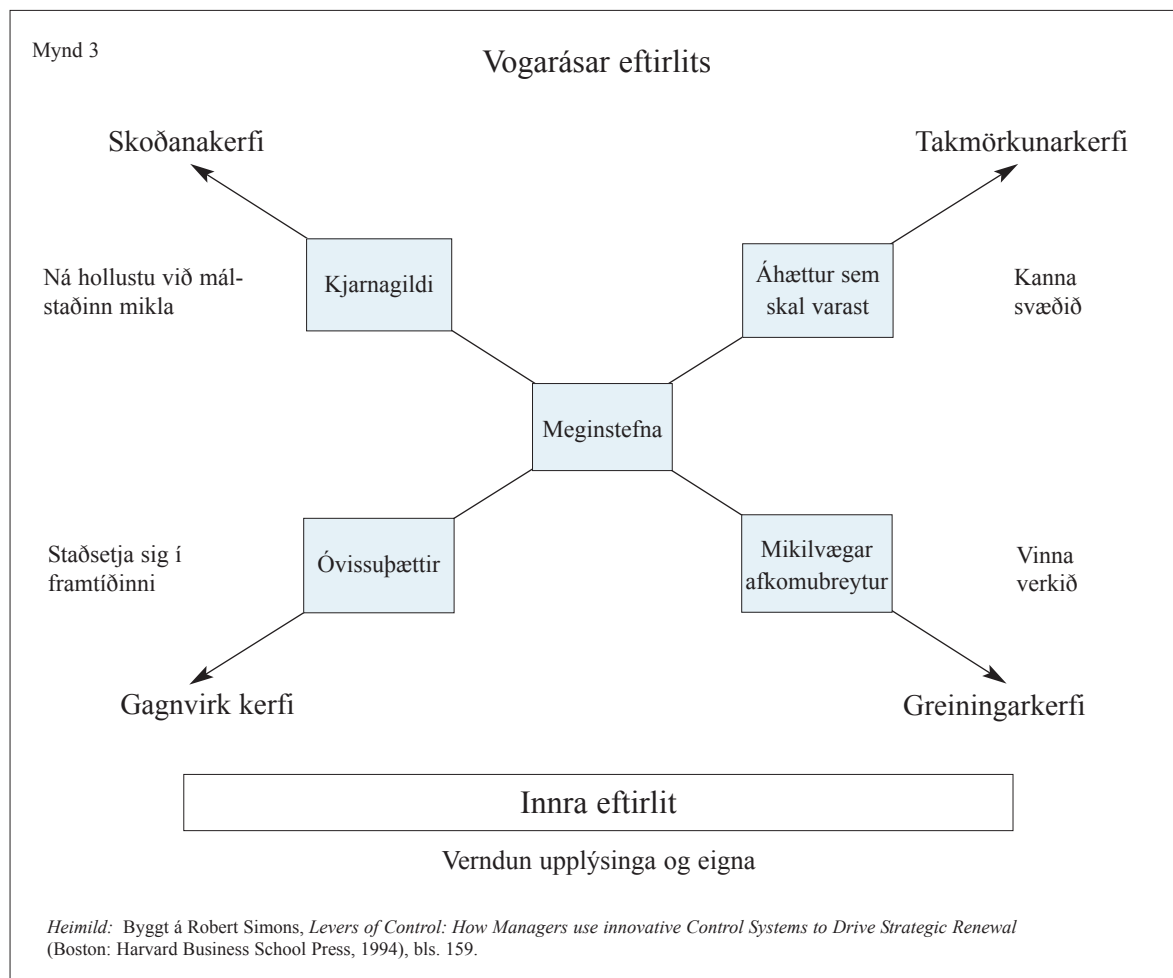 Mynd 3
Vogarásar eftirlits
Skoðanakerfi
Takmörkunarkerfi
Ná hollustu við mál-
staðinn mikla
Kjarnagildi
Áhættur sem
skal varast
Kanna
svæðið
Meginstefna
Staðsetja sig í
framtíðinni
Óvissuþættir
Mikilvægar
afkomubreytur
Vinna
verkið
Gagnvirk kerfi
Greiningarkerfi
Innra eftirlit
Verndun upplýsinga og eigna
Heimild: Byggt á Robert Simons, Levers of Control: How Managers use innovative Control Systems to Drive Strategic Renewal
(Boston: Harvard Business School Press, 1994), bls. 159.